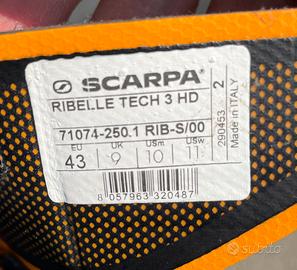 SCARPA
RIBELLE TECH 3 HD
71074-250.1 RIB-S/00
EU UK USm USw
43 9 10 11
8 057963 320487
290453 2
Made in ITALY
subito